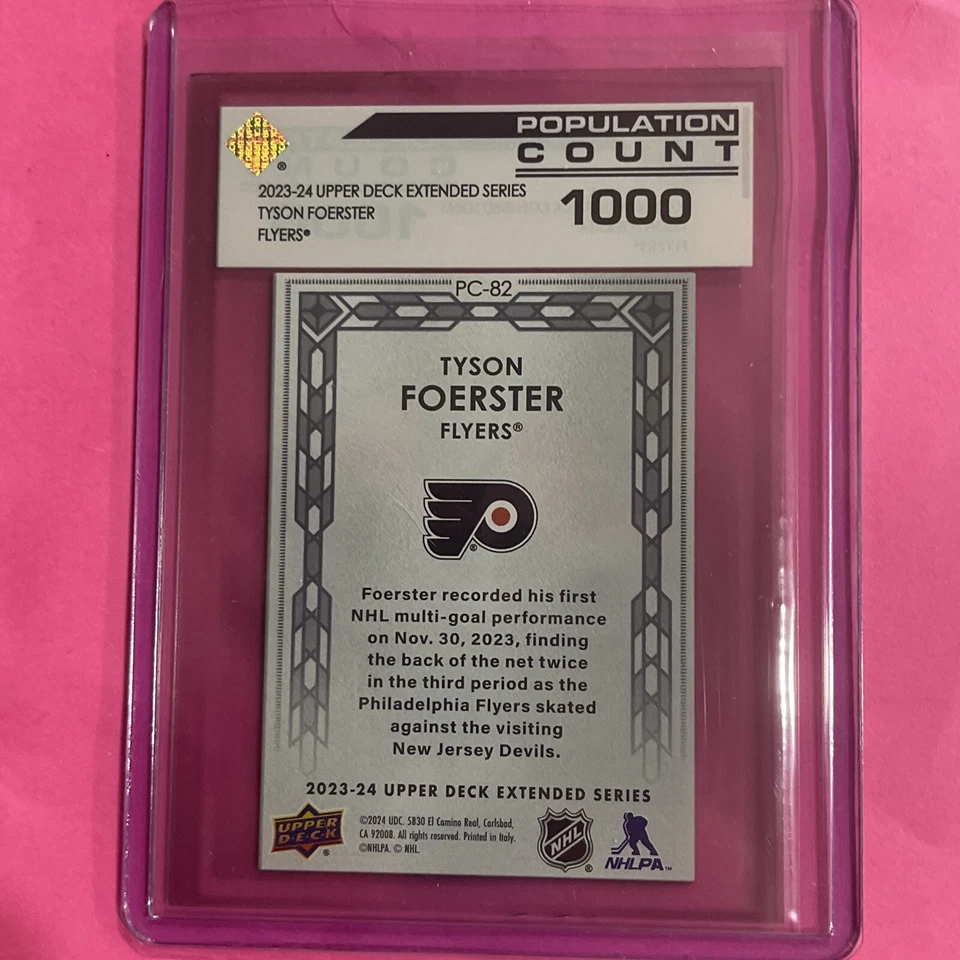 POPULATION
COUNT
2023-24 UPPER DECK EXTENDED SERIES
TYSON FOERSTER
FLYERS®
1000
PC-82
TYSON
FOERSTER
FLYERS®
Foerster recorded his first
NHL multi-goal performance
on Nov. 30, 2023, finding
the back of the net twice
in the third period as the
Philadelphia Flyers skated
against the visiting
New Jersey Devils.
2023-24 UPPER DECK EXTENDED SERIES
UPPER
D·E·C·K
©2024 UDC. 5830 El Camino Real, Carlsbad,
CA 92008. All rights reserved. Printed in Italy.
©NHLPA. © NHL.
NHL
NHLPA™